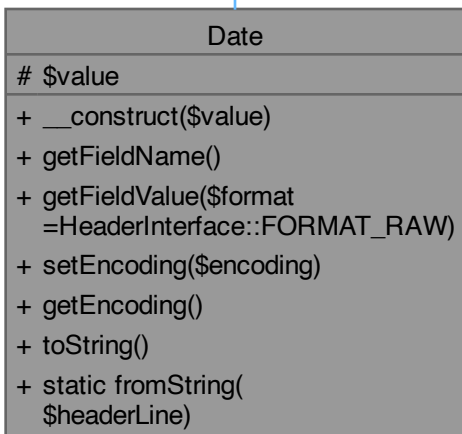 Date
# $value
+ __construct($value)
+ getFieldName()
+ getFieldValue($format
=HeaderInterface::FORMAT_RAW)
+ setEncoding($encoding)
+ getEncoding()
+ toString()
+ static fromString(
$headerLine)